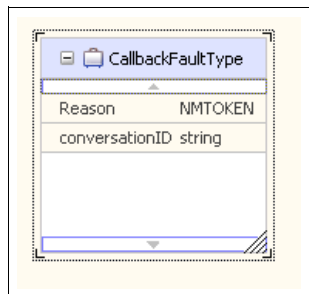 CallbackFaultType
Reason NMTOKEN
conversationID string